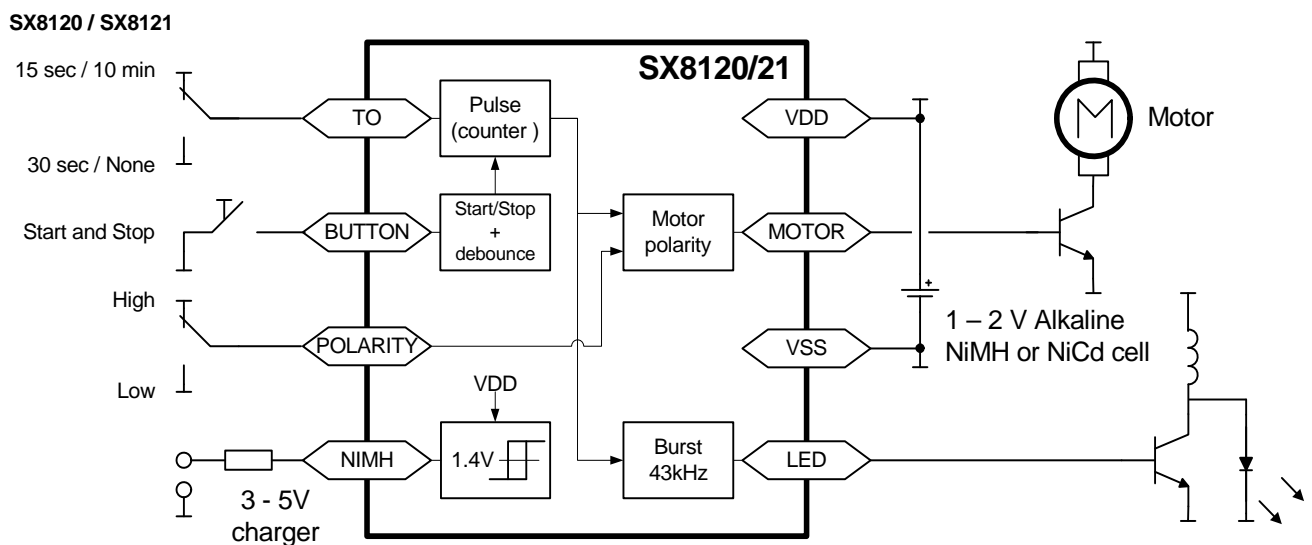 SX8120 / SX8121
SX8120/21
15 sec / 10 min
TO
Pulse
(counter )
VDD
Motor
30 sec / None
Start and Stop
BUTTON
Start/Stop
+
debounce
Motor
polarity
MOTOR
High
POLARITY
Low
VSS
+
1 – 2 V Alkaline
NiMH or NiCd cell
VDD
NIMH
1.4V
Burst
43kHz
LED
3 - 5V
charger
M